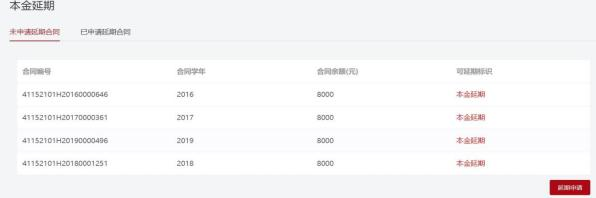 本金延期
未申请延期合同 已申请延期合同
合同编号 合同学年 合同余额(元) 可延期标识
41152101H20160000646 2016 8000 本金延期
41152101H20170000361 2017 8000 本金延期
41152101H20190000496 2019 8000 本金延期
41152101H20180001251 2018 8000 本金延期
延期申请